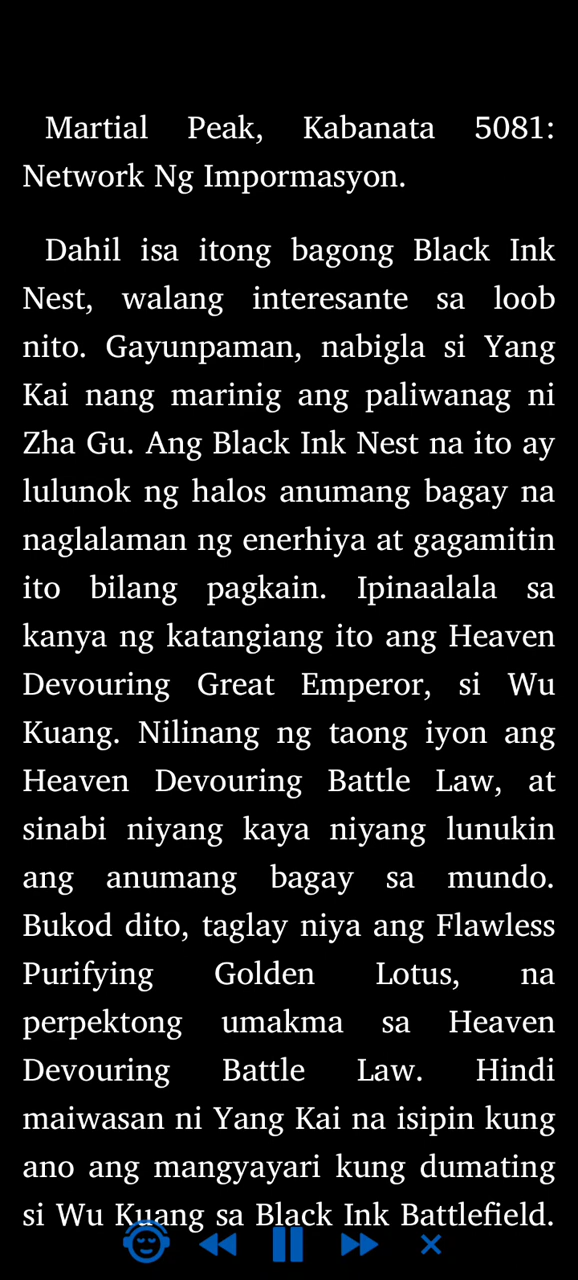 Martial Peak, Kabanata 5081:
Network Ng Impormasyon.
Dahil isa itong bagong Black Ink
Nest, walang interesante sa loob
nito. Gayunpaman, nabigla si Yang
Kai nang marinig ang paliwanag ni
Zha Gu. Ang Black Ink Nest na ito ay
lulunok ng halos anumang bagay na
naglalaman ng enerhiya at gagamitin
ito bilang pagkain. Ipinaalala sa
kanya ng katangiang ito ang Heaven
Devouring Great Emperor, si Wu
Kuang. Nilinang ng taong iyon ang
Heaven Devouring Battle Law, at
sinabi niyang kaya niyang lunukin
ang anumang bagay sa mundo.
Bukod dito, taglay niya ang Flawless
Purifying Golden Lotus, na
perpektong umakma sa Heaven
Devouring Battle Law. Hindi
maiwasan ni Yang Kai na isipin kung
ano ang mangyayari kung dumating
si Wu Kuang sa Black Ink Battlefield.